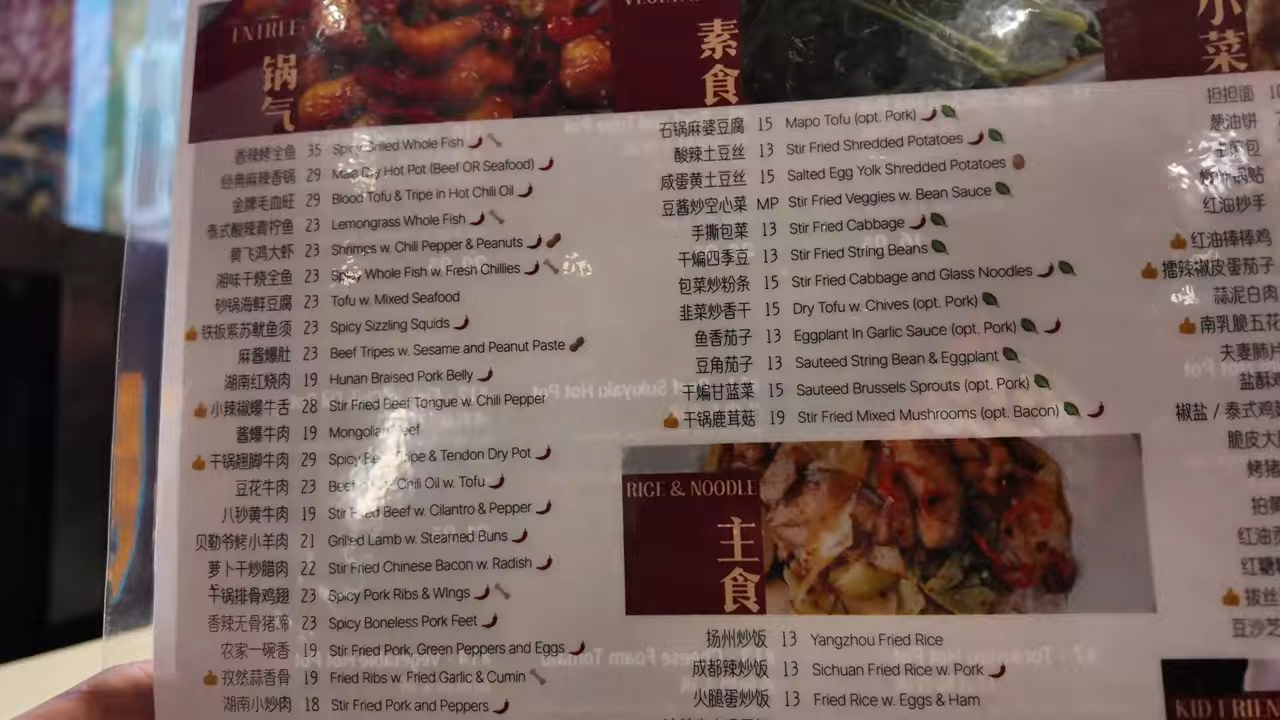 ENTRÉE
锅气
香辣烤全鱼 35 Spicy Grilled Whole Fish
经典麻辣香锅 29 Mala Dry Hot Pot (Beef OR Seafood)
金牌毛血旺 29 Blood Tofu & Tripe in Hot Chili Oil
泰式酸辣青柠鱼 23 Lemongrass Whole Fish
黄飞鸿大虾 23 Shrimps w. Chili Pepper & Peanuts
湘味干烧全鱼 23 Spicy Whole Fish w. Fresh Chillies
砂锅海鲜豆腐 23 Tofu w. Mixed Seafood
铁板紫苏鱿鱼须 23 Spicy Sizzling Squids
麻酱爆肚 23 Beef Tripes w. Sesame and Peanut Paste
湖南红烧肉 19 Hunan Braised Pork Belly
小辣椒爆牛舌 28 Stir Fried Beef Tongue w. Chili Pepper
酱爆牛肉 19 Mongolian Beef
干锅翘脚牛肉 29 Spicy Beef Tripe & Tendon Dry Pot
豆花牛肉 23 Beef Chili Oil w. Tofu
八秒黄牛肉 19 Stir Fried Beef w. Cilantro & Pepper
贝勒爷烤小羊肉 21 Grilled Lamb w. Steamed Buns
萝卜干炒腊肉 22 Stir Fried Chinese Bacon w. Radish
干锅排骨鸡翅 23 Spicy Pork Ribs & WIngs
香辣无骨猪蹄 23 Spicy Boneless Pork Feet
农家一碗香 19 Stir Fried Pork, Green Peppers and Eggs
孜然蒜香骨 19 Fried Ribs w. Fried Garlic & Cumin
湖南小炒肉 18 Stir Fried Pork and Peppers
素食
石锅麻婆豆腐 15 Mapo Tofu (opt. Pork)
酸辣土豆丝 13 Stir Fried Shredded Potatoes
咸蛋黄土豆丝 15 Salted Egg Yolk Shredded Potatoes
豆酱炒空心菜 MP Stir Fried Veggies w. Bean Sauce
手撕包菜 13 Stir Fried Cabbage
干煸四季豆 13 Stir Fried String Beans
包菜炒粉条 15 Stir Fried Cabbage and Glass Noodles
韭菜炒香干 15 Dry Tofu w. Chives (opt. Pork)
鱼香茄子 13 Eggplant In Garlic Sauce (opt. Pork)
豆角茄子 13 Sauteed String Bean & Eggplant
干煸甘蓝菜 15 Sauteed Brussels Sprouts (opt. Pork)
干锅鹿茸菇 19 Stir Fried Mixed Mushrooms (opt. Bacon)
RICE & NOODLE
主食
扬州炒饭 13 Yangzhou Fried Rice
成都辣炒饭 13 Sichuan Fried Rice w. Pork
火腿蛋炒饭 13 Fried Rice w. Eggs & Ham
小菜
担担面
葱油饼
红油抄手
红油棒棒鸡
擂辣椒皮蛋茄子
蒜泥白肉
南乳脆五花
夫妻肺片
盐酥
椒盐 / 泰式鸡
脆皮大
烤猪
红油
红糖
拔丝
豆沙芝
KID FRIEN